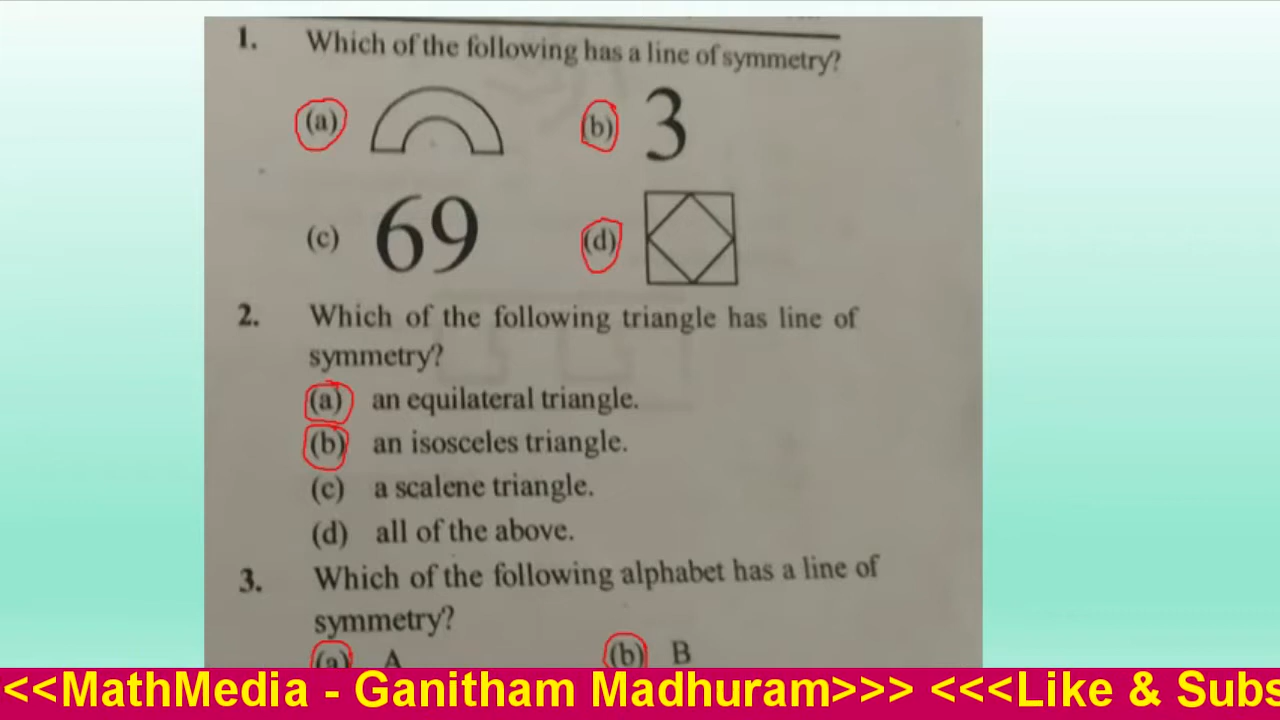 1. Which of the following has a line of symmetry?
(a) (b) 3
(c) 69 (d)
2. Which of the following triangle has line of
symmetry?
(a) an equilateral triangle.
(b) an isosceles triangle.
(c) a scalene triangle.
(d) all of the above.
3. Which of the following alphabet has a line of
symmetry?
(a) A (b) B
<<MathMedia - Ganitham Madhuram>>> <<<Like & Subs